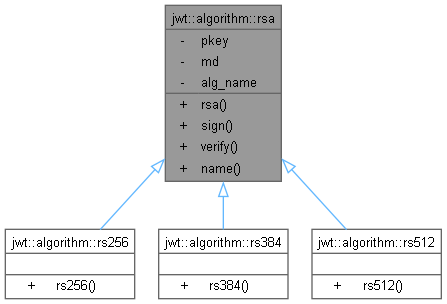 jwt::algorithm::rsa
- pkey
- md
- alg_name
+ rsa()
+ sign()
+ verify()
+ name()
jwt::algorithm::rs256
+ rs256()
jwt::algorithm::rs384
+ rs384()
jwt::algorithm::rs512
+ rs512()